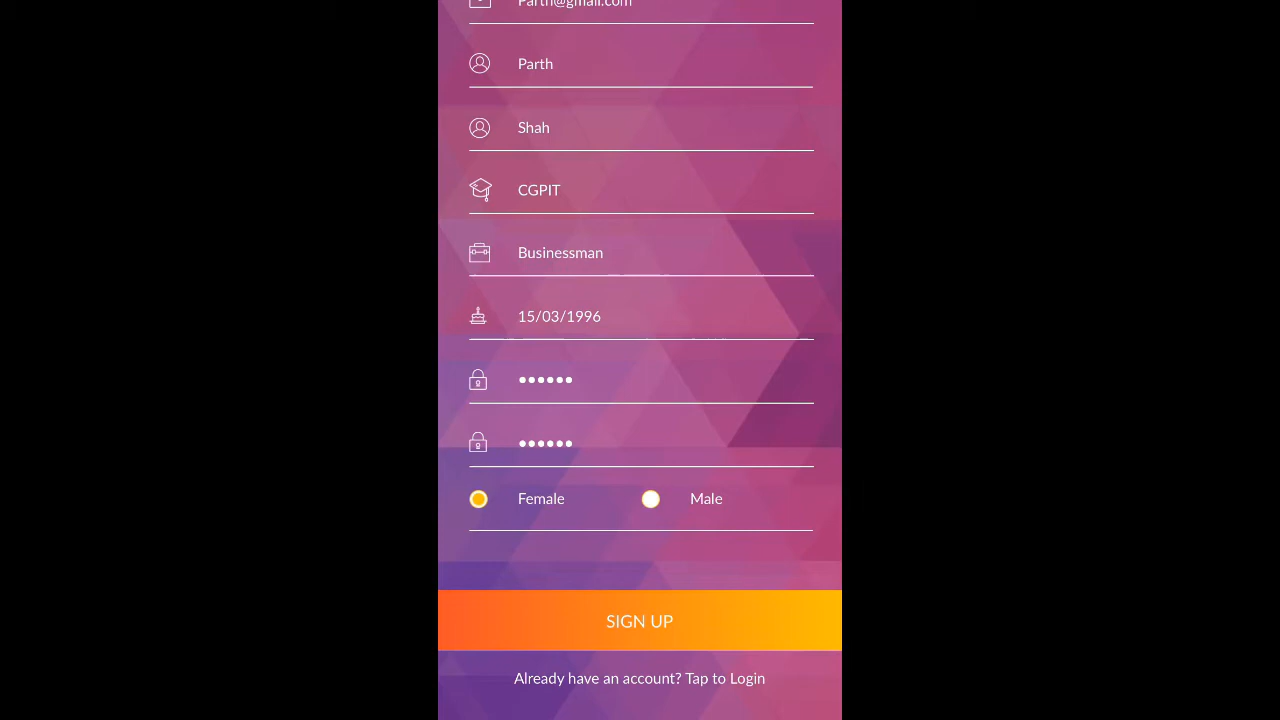 Parth@gmail.com
Parth
Shah
CGPIT
Businessman
15/03/1996
••••••
••••••
Female Male
SIGN UP
Already have an account? Tap to Login